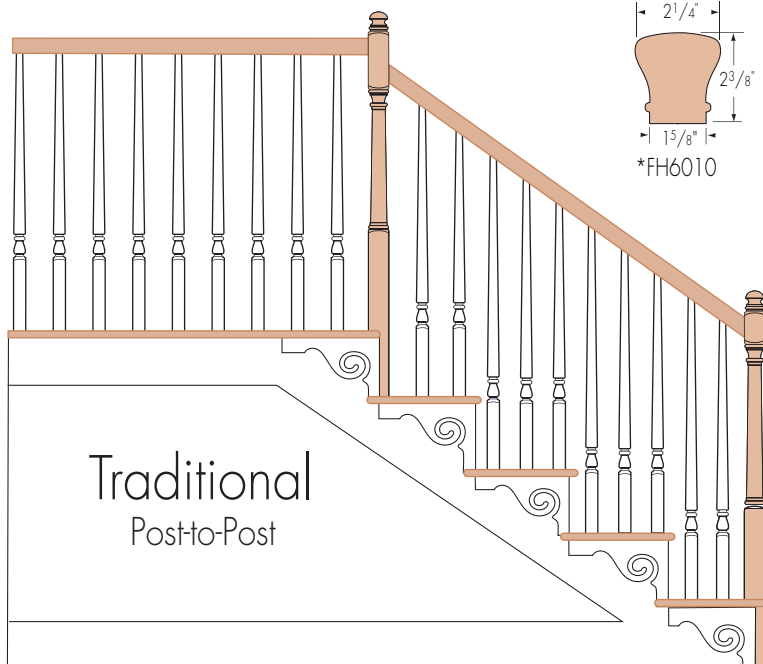 2 1/4"
2 3/8"
1 5/8"
*FH6010
Traditional
Post-to-Post